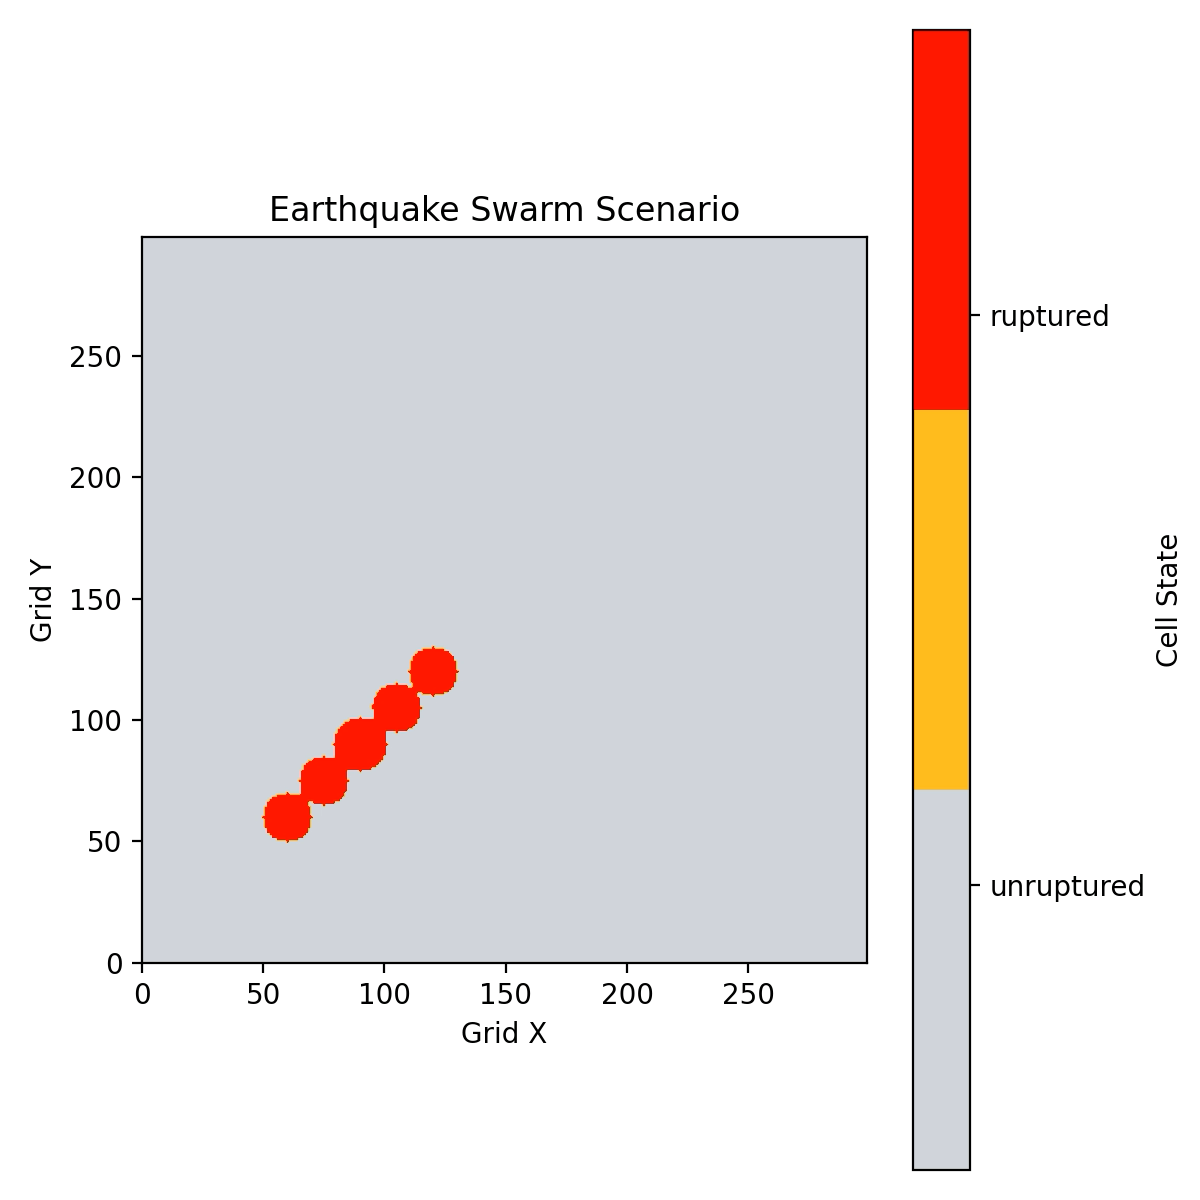 Earthquake Swarm Scenario
250
200
150
100
50
0
Grid Y
0 50 100 150 200 250
Grid X
ruptured
unruptured
Cell State